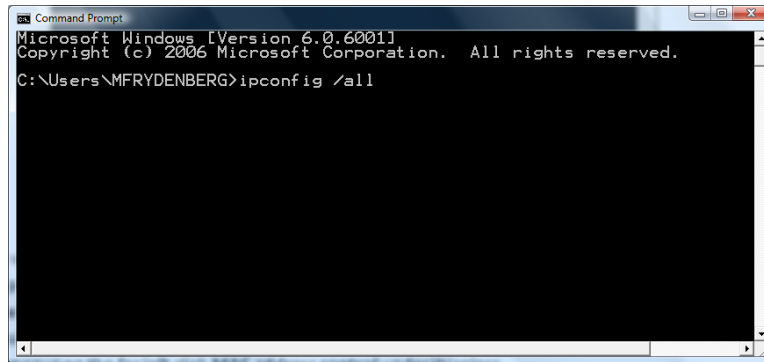 Command Prompt
Microsoft Windows [Version 6.0.6001]
Copyright (c) 2006 Microsoft Corporation.  All rights reserved.
C:\Users\MFRYDENBERG>ipconfig /all